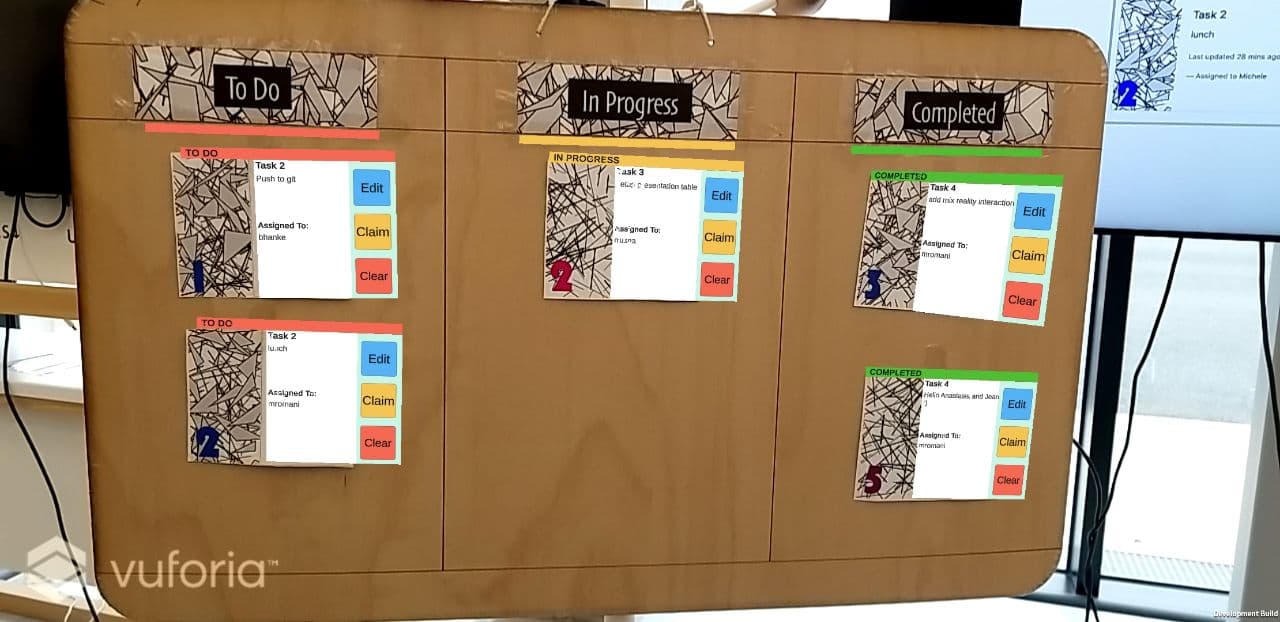 To Do
In Progress
Completed
TO DO
Task 2
Push to git
Assigned To:
bhanke
Edit
Claim
Clear
1
TO DO
Task 2
lunch
Assigned To:
mromani
Edit
Claim
Clear
2
IN PROGRESS
Task 3
table
Assigned To:
Edit
Claim
Clear
2
COMPLETED
Task 4
add mix reality interaction
Assigned To:
mromani
Edit
Claim
Clear
3
COMPLETED
Task 4
Hello Anastasia, and Jean
:)
Assigned To:
mromani
Edit
Claim
Clear
5
Task 2
lunch
Last updated 28 mins ago
— Assigned to Michele
2
vuforia™
Development Build